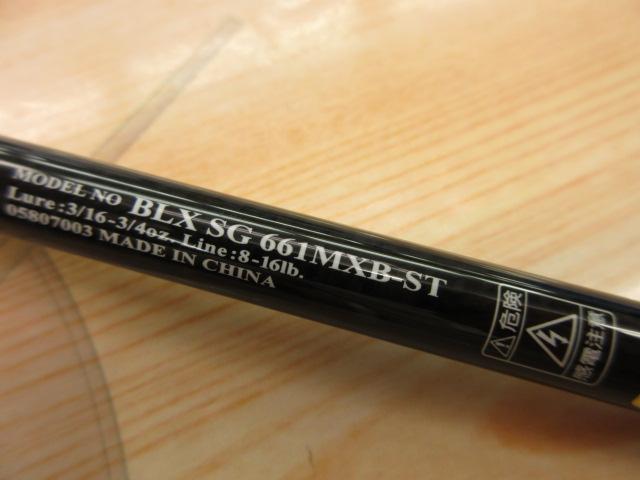 MODEL NO BLX SG 661MXB-ST
Lure:3/16-3/4oz. Line:8-16lb.
05807003 MADE IN CHINA
危険
感電注意